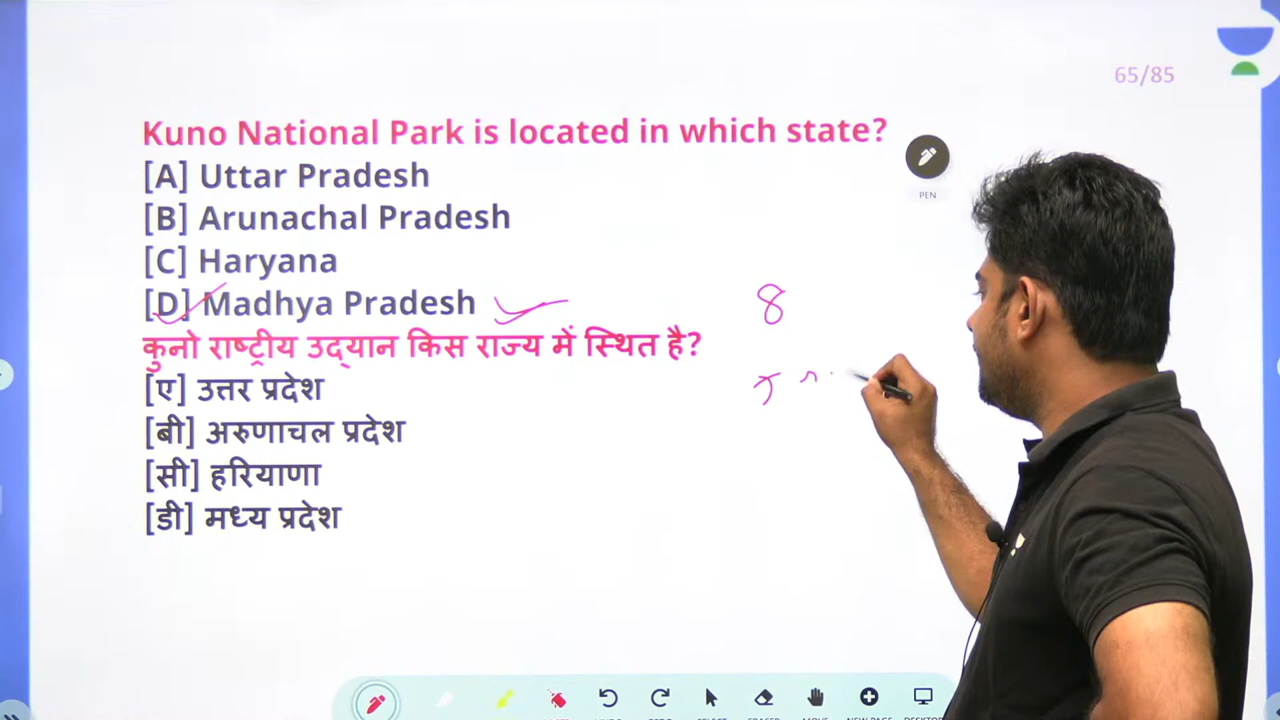 65/85
Kuno National Park is located in which state?
[A] Uttar Pradesh
[B] Arunachal Pradesh
[C] Haryana
[D] Madhya Pradesh
कुनो राष्ट्रीय उद्यान किस राज्य में स्थित है?
[ए] उत्तर प्रदेश
[बी] अरुणाचल प्रदेश
[सी] हरियाणा
[डी] मध्य प्रदेश
PEN
8